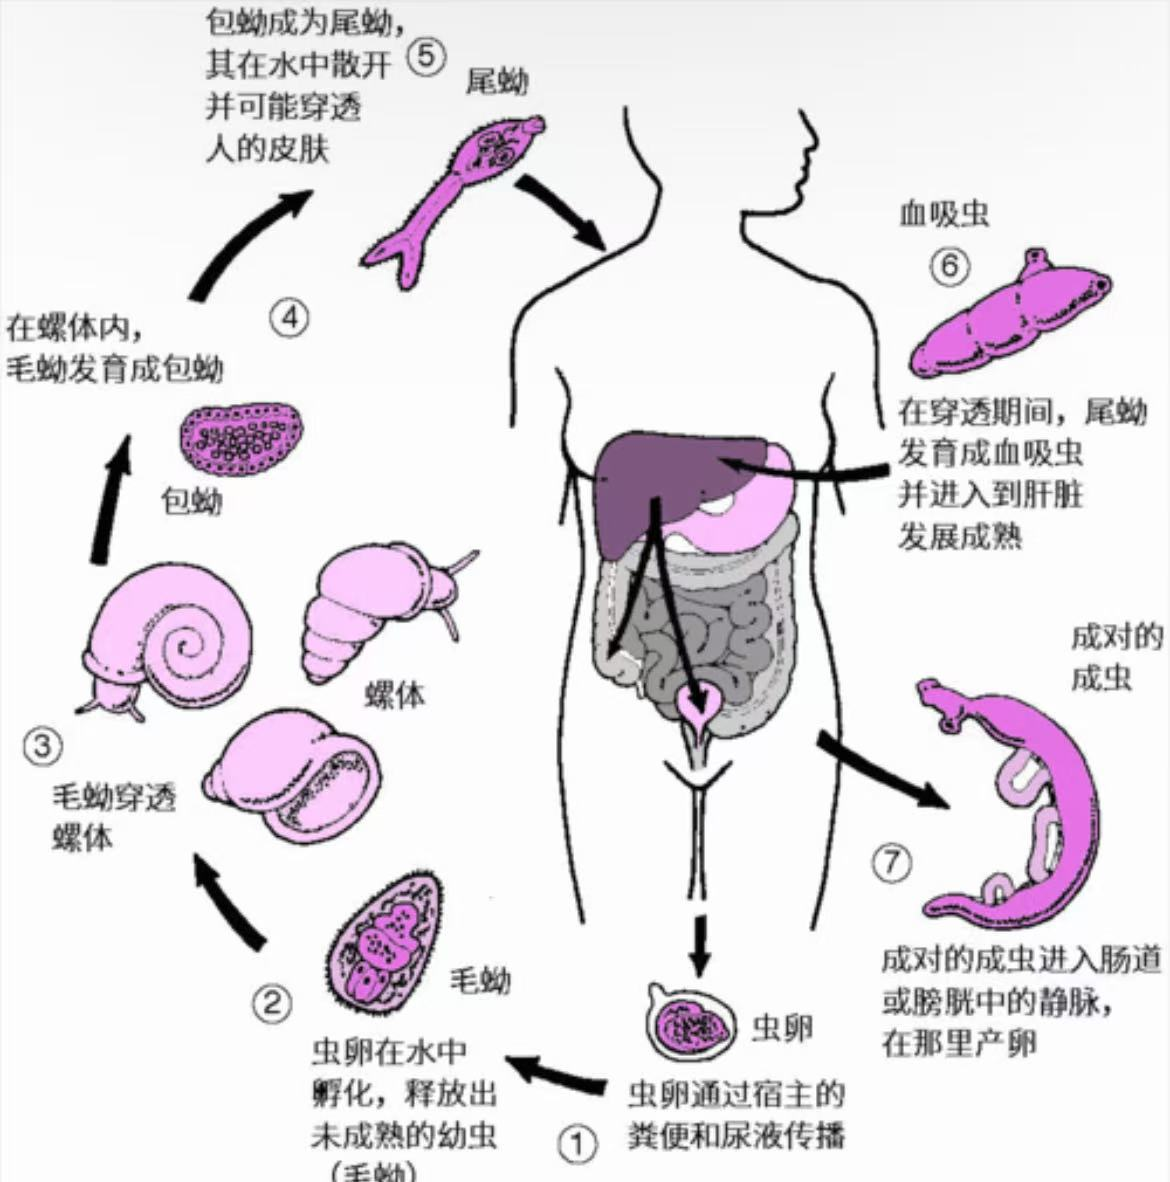 包蚴成为尾蚴，
其在水中散开
并可能穿透
人的皮肤
⑤
尾蚴
血吸虫
⑥
在穿透期间，尾蚴
发育成血吸虫
并进入到肝脏
发展成熟
④
在螺体内，
毛蚴发育成包蚴
包蚴
螺体
③
毛蚴穿透
螺体
成对的
成虫
⑦
成对的成虫进入肠道
或膀胱中的静脉，
在那里产卵
②
毛蚴
虫卵在水中
孵化，释放出
未成熟的幼虫
（毛蚴）
虫卵
①
虫卵通过宿主的
粪便和尿液传播